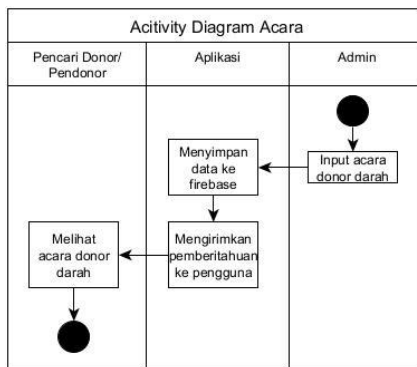 Acitivity Diagram Acara
Pencari Donor/
Pendonor
Aplikasi
Admin
Input acara
donor darah
Menyimpan
data ke
firebase
Mengirimkan
pemberitahuan
ke pengguna
Melihat
acara donor
darah